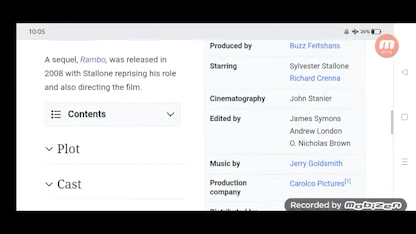 10:05
26%
A sequel, Rambo, was released in
2008 with Stallone reprising his role
and also directing the film.
Contents
Plot
Cast
Produced by Buzz Feitshans
Starring Sylvester Stallone
Richard Crenna
Cinematography John Stanier
Edited by James Symons
Andrew London
O. Nicholas Brown
Music by Jerry Goldsmith
Production Carolco Pictures[1]
company
Recorded by Mobizen